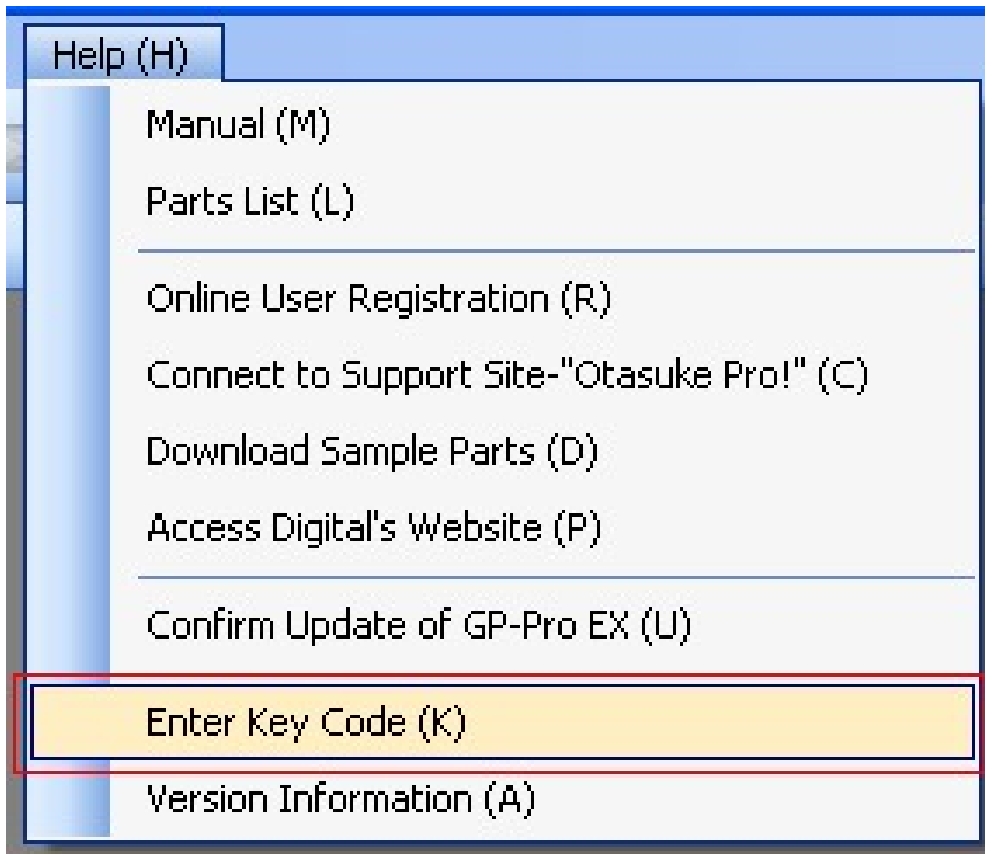 Help (H)
Manual (M)
Parts List (L)
Online User Registration (R)
Connect to Support Site-"Otasuke Pro!" (C)
Download Sample Parts (D)
Access Digital's Website (P)
Confirm Update of GP-Pro EX (U)
Enter Key Code (K)
Version Information (A)